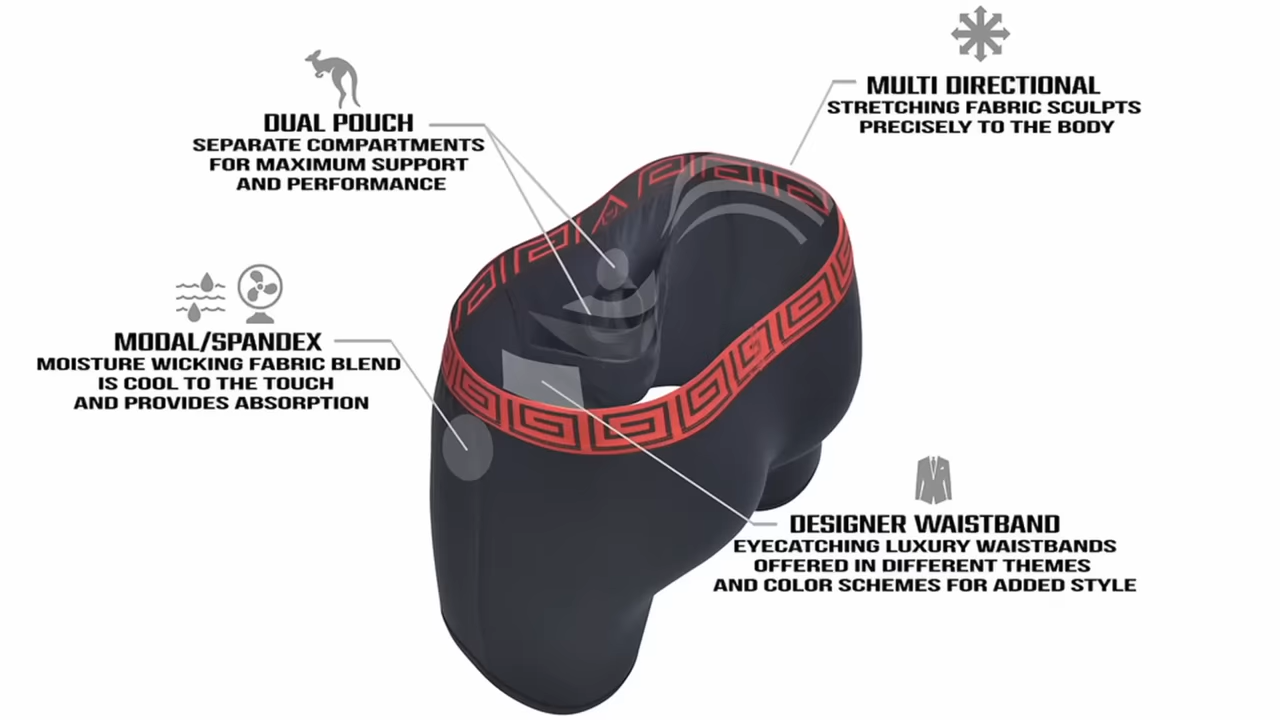 MULTI DIRECTIONAL
STRETCHING FABRIC SCULPTS
PRECISELY TO THE BODY
DUAL POUCH
SEPARATE COMPARTMENTS
FOR MAXIMUM SUPPORT
AND PERFORMANCE
MODAL/SPANDEX
MOISTURE WICKING FABRIC BLEND
IS COOL TO THE TOUCH
AND PROVIDES ABSORPTION
DESIGNER WAISTBAND
EYECATCHING LUXURY WAISTBANDS
OFFERED IN DIFFERENT THEMES
AND COLOR SCHEMES FOR ADDED STYLE